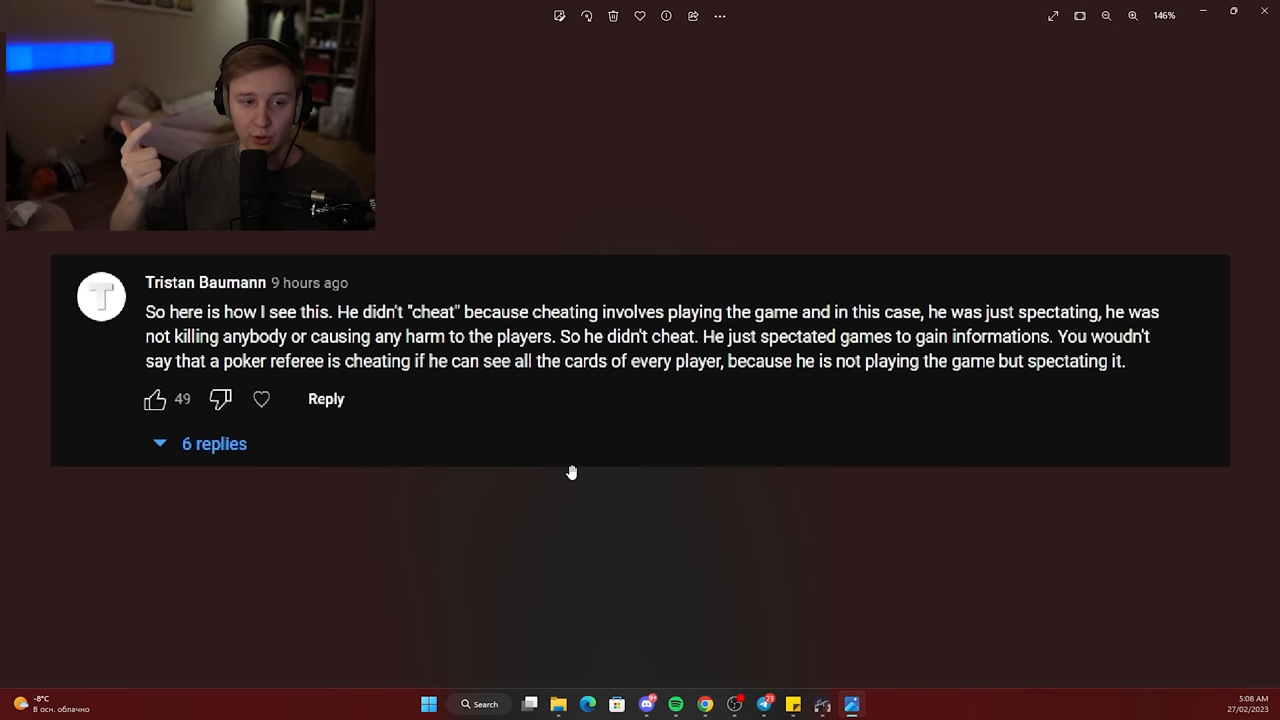 146%
Tristan Baumann 9 hours ago
T
So here is how I see this. He didn't "cheat" because cheating involves playing the game and in this case, he was just spectating, he was
not killing anybody or causing any harm to the players. So he didn't cheat. He just spectated games to gain informations. You woudn't
say that a poker referee is cheating if he can see all the cards of every player, because he is not playing the game but spectating it.
49
Reply
6 replies
-8°C
В осн. облачно
Search
5:08 AM
27/02/2023